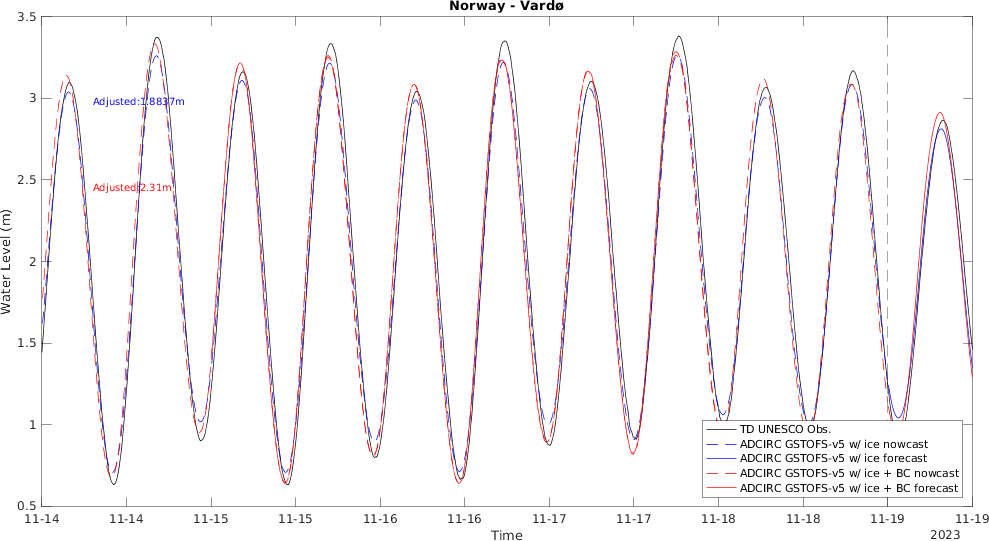 Norway - Vardø
3.5
3
2.5
2
1.5
1
0.5
Water Level (m)
Adjusted:1.8837m
Adjusted:2.31m
TD UNESCO Obs.
ADCIRC GSTOFS-v5 w/ ice nowcast
ADCIRC GSTOFS-v5 w/ ice forecast
ADCIRC GSTOFS-v5 w/ ice + BC nowcast
ADCIRC GSTOFS-v5 w/ ice + BC forecast
11-14 11-14 11-15 11-15 11-16 11-16 11-17 11-17 11-18 11-18 11-19 11-19
Time
2023